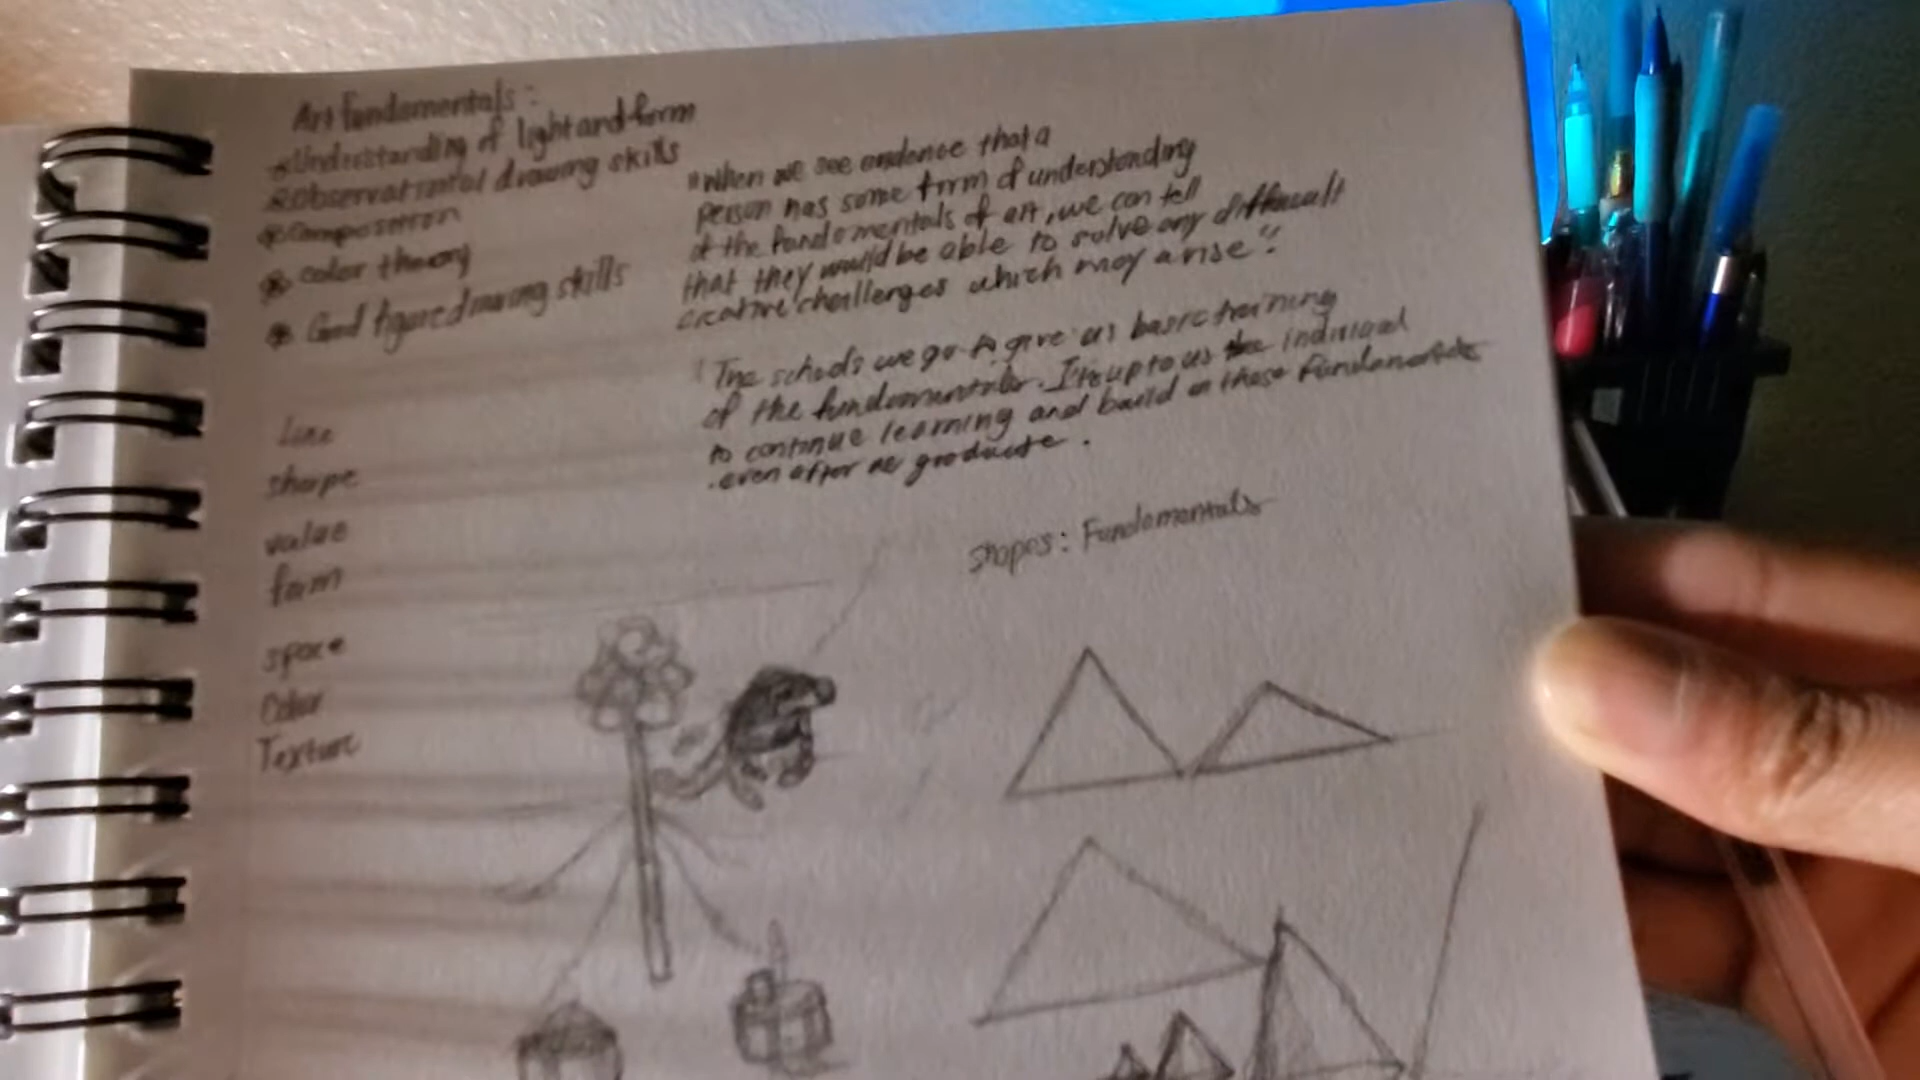 Art fundamentals:
*Understanding of light and form
*Observational drawing skills
*Composition
* color theory
* Good figure drawing skills
"When we see evidence that a
person has some form of understanding
of the fundamentals of art, we can tell
that they would be able to solve any difficult
creative challenges which may arise".
"The schools we go to give us basic training
of the fundamentals. It's up to us the individual
to continue learning and build on these fundamentals
even after we graduate.
Line
shape
value
form
space
Color
Texture
Shapes: Fundamentals